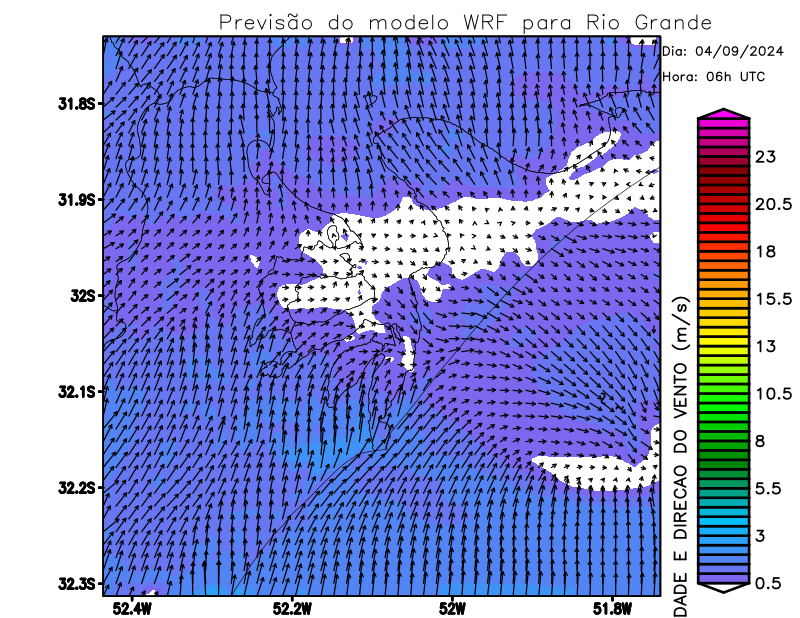 Previsão do modelo WRF para Rio Grande
Dia: 04/09/2024
Hora: 06h UTC
31.8S
31.9S
32S
32.1S
32.2S
32.3S
52.4W
52.2W
52W
51.8W
23
20.5
18
15.5
13
10.5
8
5.5
3
0.5
DADE E DIRECAO DO VENTO (m/s)